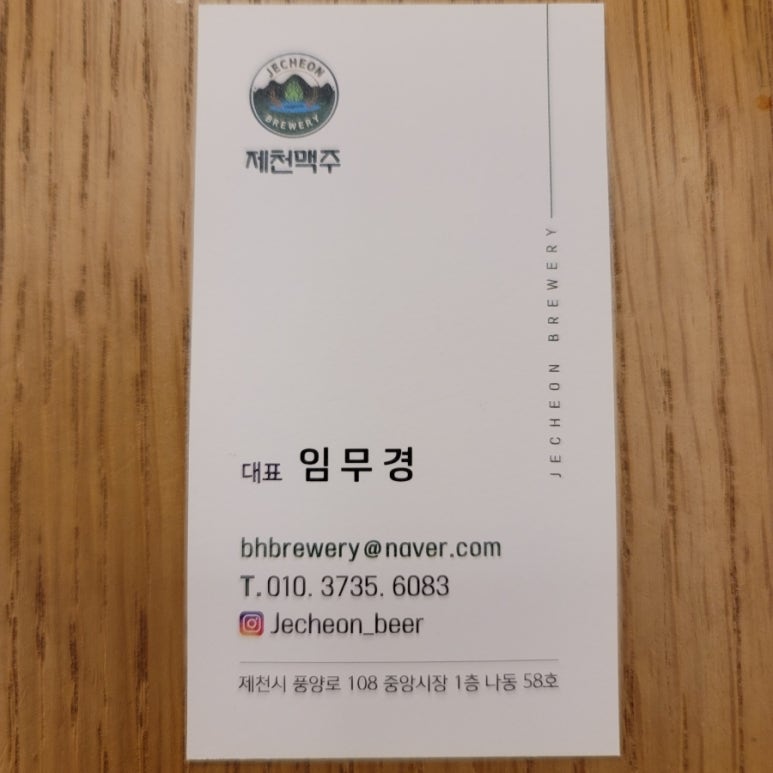 JECHEON
BREWERY
제천맥주
JECHEON BREWERY
대표 임무경
bhbrewery@naver.com
T. 010. 3735. 6083
Jecheon_beer
제천시 풍양로 108 중앙시장 1층 나동 58호